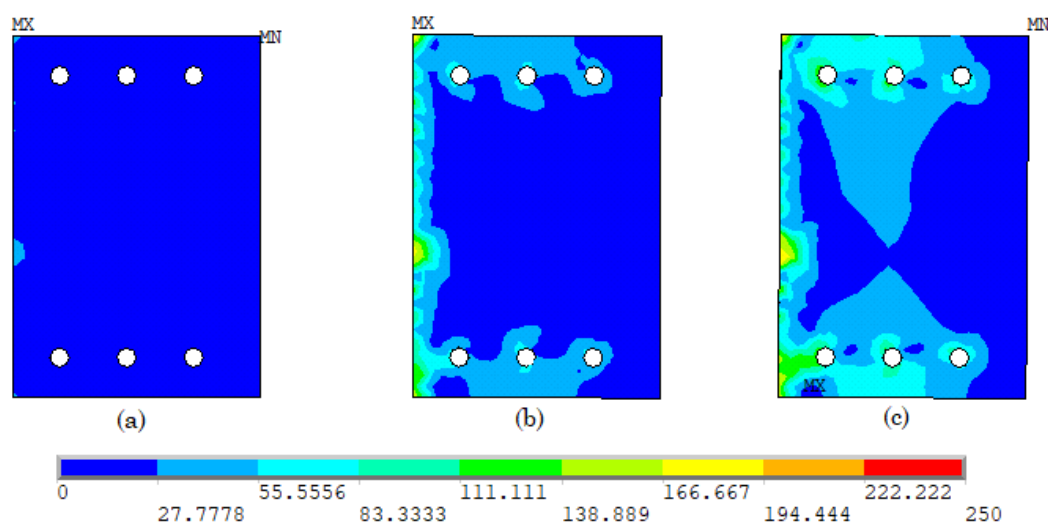 MX
MN
MX
MN
MX
(a)
(b)
(c)
0
55.5556
111.111
166.667
222.222
27.7778
83.3333
138.889
194.444
250